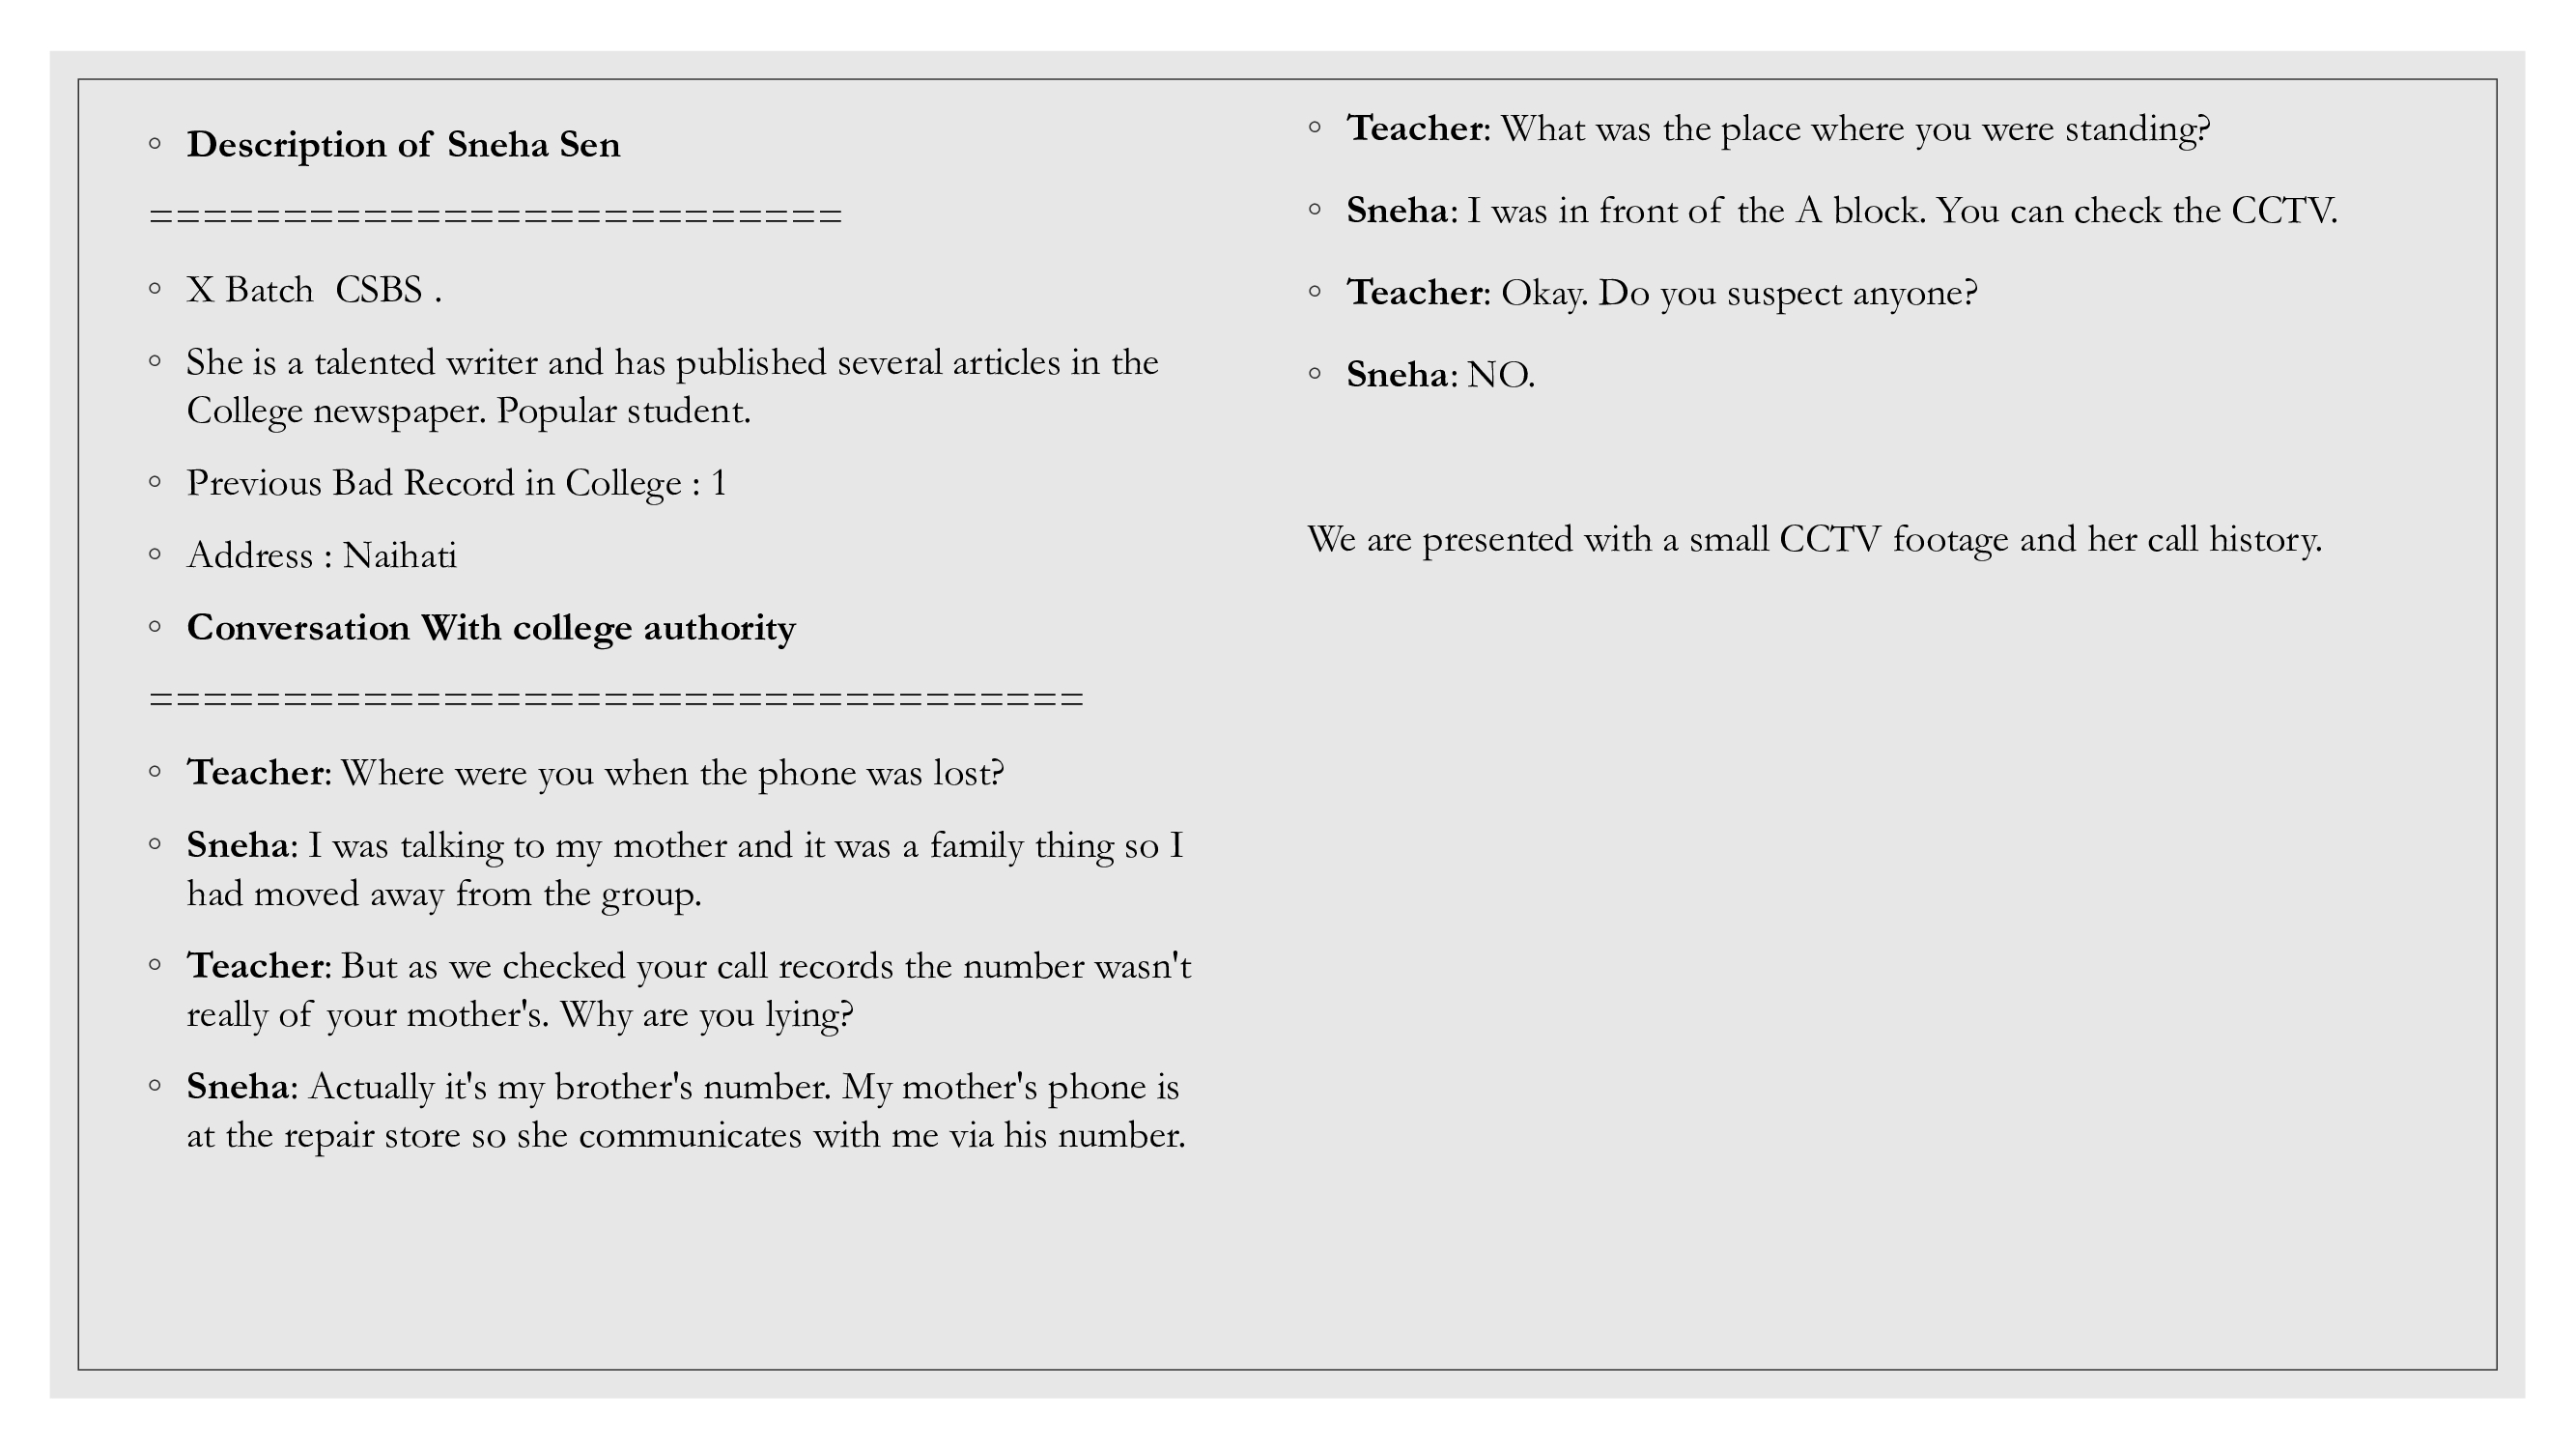 ◦ Description of Sneha Sen
==========================
◦ X Batch  CSBS .
◦ She is a talented writer and has published several articles in the
College newspaper. Popular student.
◦ Previous Bad Record in College : 1
◦ Address : Naihati
◦ Conversation With college authority
===================================
◦ Teacher: Where were you when the phone was lost?
◦ Sneha: I was talking to my mother and it was a family thing so I
had moved away from the group.
◦ Teacher: But as we checked your call records the number wasn't
really of your mother's. Why are you lying?
◦ Sneha: Actually it's my brother's number. My mother's phone is
at the repair store so she communicates with me via his number.
◦ Teacher: What was the place where you were standing?
◦ Sneha: I was in front of the A block. You can check the CCTV.
◦ Teacher: Okay. Do you suspect anyone?
◦ Sneha: NO.
We are presented with a small CCTV footage and her call history.